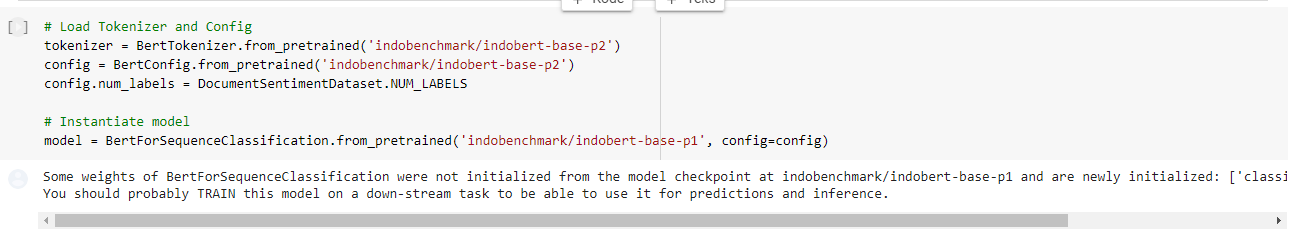 + Kode + Teks
[ ] # Load Tokenizer and Config
tokenizer = BertTokenizer.from_pretrained('indobenchmark/indobert-base-p2')
config = BertConfig.from_pretrained('indobenchmark/indobert-base-p2')
config.num_labels = DocumentSentimentDataset.NUM_LABELS
# Instantiate model
model = BertForSequenceClassification.from_pretrained('indobenchmark/indobert-base-p1', config=config)
Some weights of BertForSequenceClassification were not initialized from the model checkpoint at indobenchmark/indobert-base-p1 and are newly initialized: ['classi
You should probably TRAIN this model on a down-stream task to be able to use it for predictions and inference.